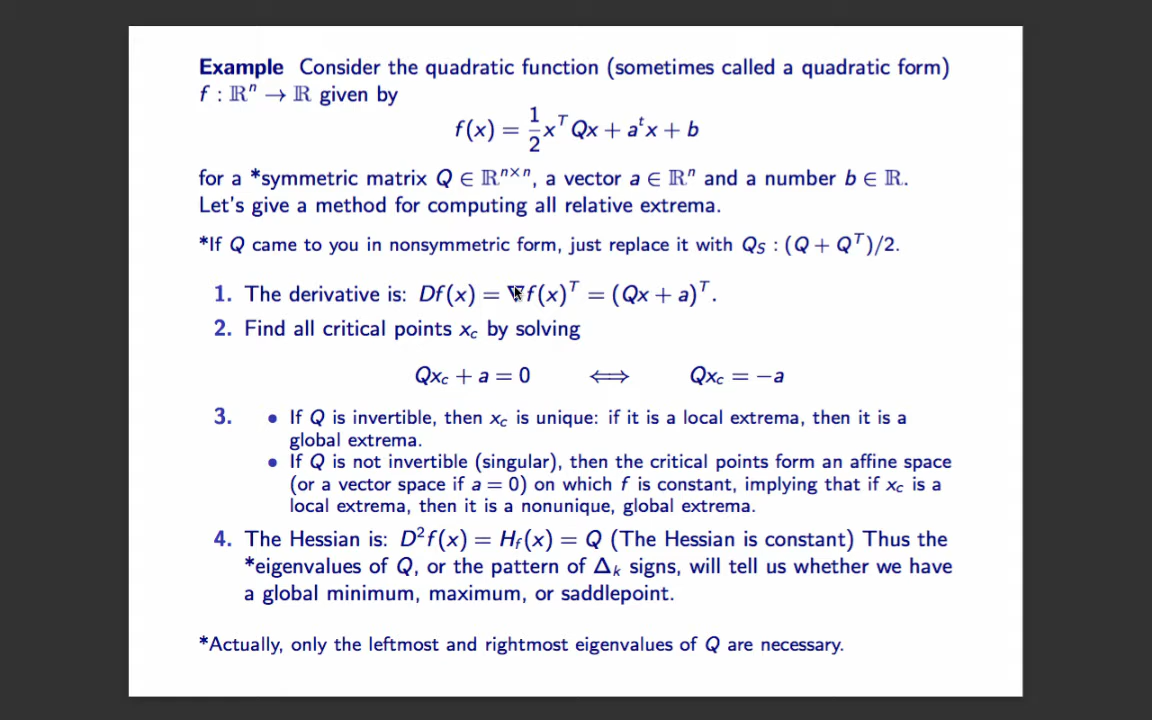 Example Consider the quadratic function (sometimes called a quadratic form)
f : ℝⁿ → ℝ given by
f(x) = 1/2 xᵀQx + aᵗx + b
for a *symmetric matrix Q ∈ ℝⁿˣⁿ, a vector a ∈ ℝⁿ and a number b ∈ ℝ.
Let's give a method for computing all relative extrema.
*If Q came to you in nonsymmetric form, just replace it with Q_S : (Q + Qᵀ)/2.
1. The derivative is: Df(x) = ∇f(x)ᵀ = (Qx + a)ᵀ.
2. Find all critical points x_c by solving
Qx_c + a = 0 ⟺ Qx_c = −a
3. • If Q is invertible, then x_c is unique: if it is a local extrema, then it is a
global extrema.
• If Q is not invertible (singular), then the critical points form an affine space
(or a vector space if a = 0) on which f is constant, implying that if x_c is a
local extrema, then it is a nonunique, global extrema.
4. The Hessian is: D²f(x) = H_f(x) = Q (The Hessian is constant) Thus the
*eigenvalues of Q, or the pattern of Δ_k signs, will tell us whether we have
a global minimum, maximum, or saddlepoint.
*Actually, only the leftmost and rightmost eigenvalues of Q are necessary.